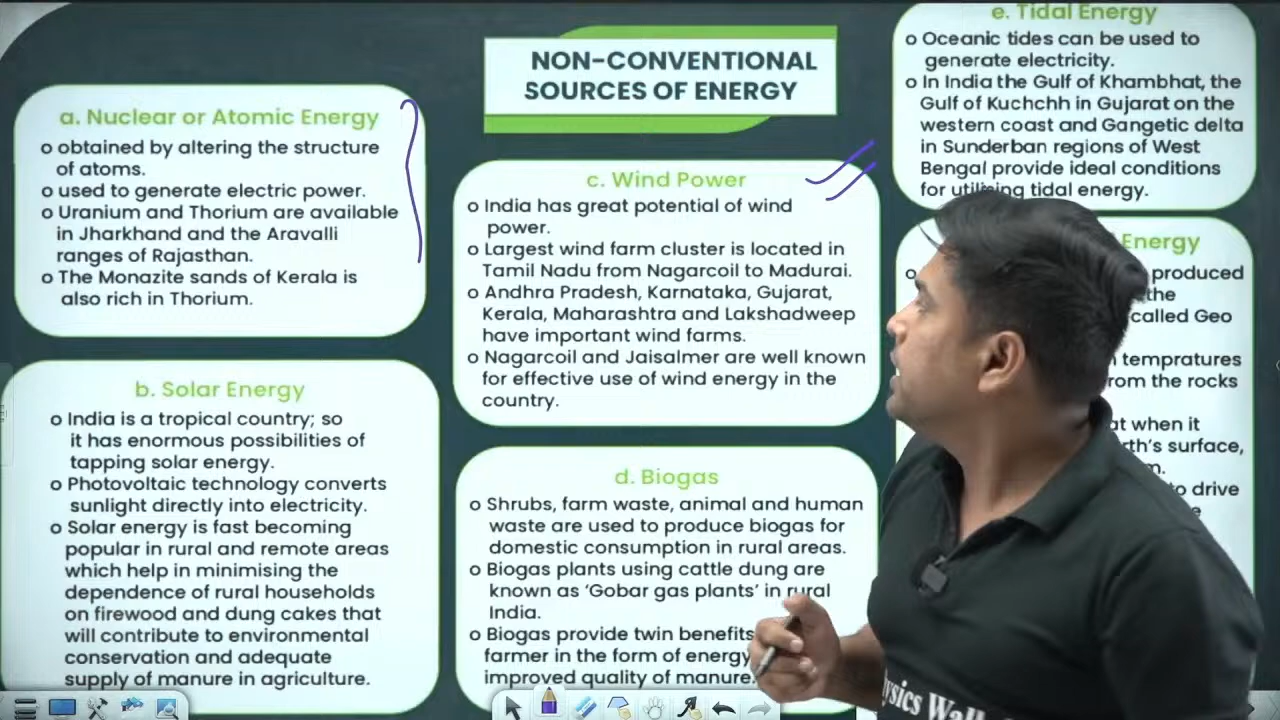 NON-CONVENTIONAL
SOURCES OF ENERGY
a. Nuclear or Atomic Energy
o obtained by altering the structure
of atoms.
o used to generate electric power.
o Uranium and Thorium are available
in Jharkhand and the Aravalli
ranges of Rajasthan.
o The Monazite sands of Kerala is
also rich in Thorium.
b. Solar Energy
o India is a tropical country; so
it has enormous possibilities of
tapping solar energy.
o Photovoltaic technology converts
sunlight directly into electricity.
o Solar energy is fast becoming
popular in rural and remote areas
which help in minimising the
dependence of rural households
on firewood and dung cakes that
will contribute to environmental
conservation and adequate
supply of manure in agriculture.
c. Wind Power
o India has great potential of wind
power.
o Largest wind farm cluster is located in
Tamil Nadu from Nagarcoil to Madurai.
o Andhra Pradesh, Karnataka, Gujarat,
Kerala, Maharashtra and Lakshadweep
have important wind farms.
o Nagarcoil and Jaisalmer are well known
for effective use of wind energy in the
country.
d. Biogas
o Shrubs, farm waste, animal and human
waste are used to produce biogas for
domestic consumption in rural areas.
o Biogas plants using cattle dung are
known as ‘Gobar gas plants’ in rural
India.
o Biogas provide twin benefits
farmer in the form of energy
improved quality of manure.
e. Tidal Energy
o Oceanic tides can be used to
generate electricity.
o In India the Gulf of Khambhat, the
Gulf of Kuchchh in Gujarat on the
western coast and Gangetic delta
in Sunderban regions of West
Bengal provide ideal conditions
for utilising tidal energy.
Energy
o produced
the
called Geo
tempratures
from the rocks
at when it
surface,
to drive